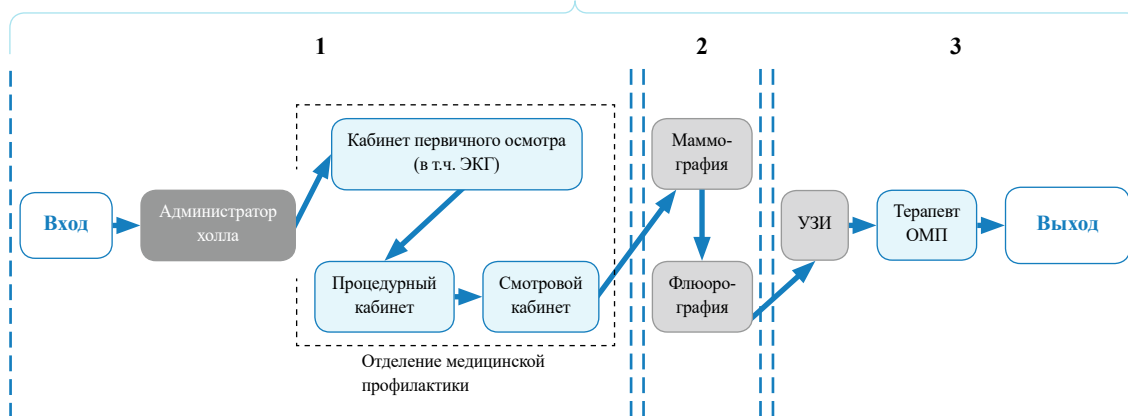 1
2
3
Кабинет первичного осмотра
(в т.ч. ЭКГ)
Маммо-
графия
Вход
Администратор
холла
УЗИ
Терапевт
ОМП
Выход
Процедурный
кабинет
Смотровой
кабинет
Флюоро-
графия
Отделение медицинской
профилактики